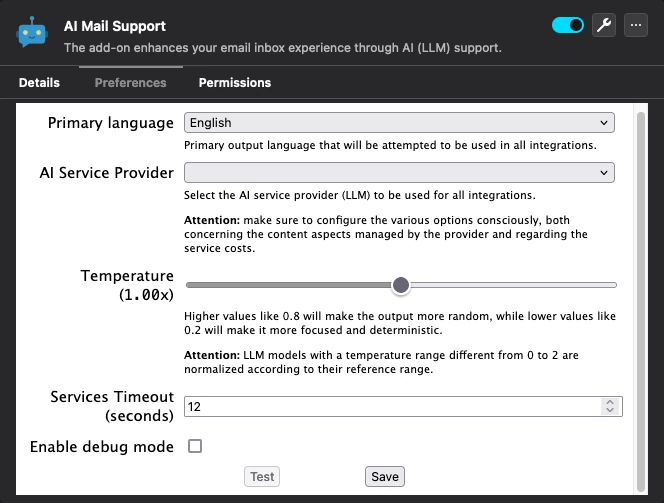 AI Mail Support
The add-on enhances your email inbox experience through AI (LLM) support.
Details
Preferences
Permissions
Primary language
English
Primary output language that will be attempted to be used in all integrations.
AI Service Provider
Select the AI service provider (LLM) to be used for all integrations.
Attention: make sure to configure the various options consciously, both
concerning the content aspects managed by the provider and regarding the
service costs.
Temperature
(1.00x)
Higher values like 0.8 will make the output more random, while lower values like
0.2 will make it more focused and deterministic.
Attention: LLM models with a temperature range different from 0 to 2 are
normalized according to their reference range.
Services Timeout
(seconds)
12
Enable debug mode
Test
Save